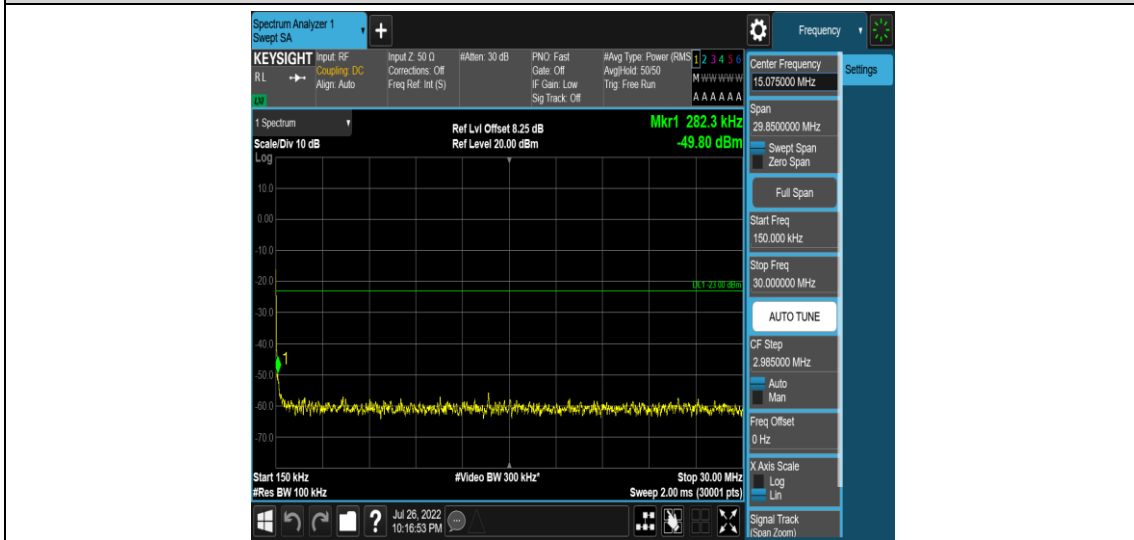 Spectrum Analyzer 1
Swept SA
+
Frequency
KEYSIGHT
RL
LXI
Input: RF
Coupling: DC
Align: Auto
Input Z: 50 Ω
Corrections: Off
Freq Ref: Int (S)
#Atten: 30 dB
PNO: Fast
Gate: Off
IF Gain: Low
Sig Track: Off
#Avg Type: Power (RMS
Avg|Hold: 50/50
Trig: Free Run
1 2 3 4 5 6
M W W W W W
A A A A A A
Center Frequency
15.075000 MHz
Settings
Span
29.8500000 MHz
Swept Span
Zero Span
Full Span
Start Freq
150.000 kHz
Stop Freq
30.000000 MHz
AUTO TUNE
CF Step
2.985000 MHz
Auto
Man
Freq Offset
0 Hz
X Axis Scale
Log
Lin
Signal Track
(Span Zoom)
1 Spectrum
Scale/Div 10 dB
Log
Ref Lvl Offset 8.25 dB
Ref Level 20.00 dBm
Mkr1 282.3 kHz
-49.80 dBm
10.0
0.00
-10.0
-20.0
DL1 -23.00 dBm
-30.0
-40.0
1
-50.0
-60.0
-70.0
Start 150 kHz
#Video BW 300 kHz*
Stop 30.00 MHz
#Res BW 100 kHz
Sweep 2.00 ms (30001 pts)
?
Jul 26, 2022
10:16:53 PM